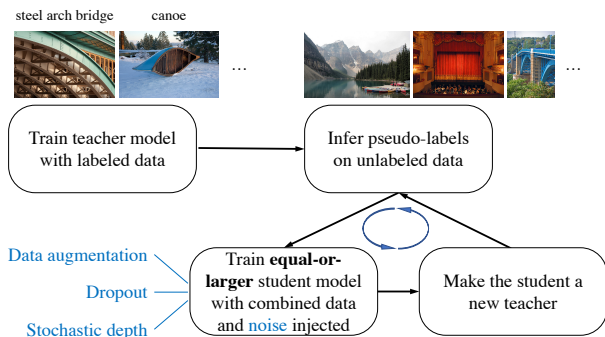 steel arch bridge canoe
... ...
Train teacher model
with labeled data
Infer pseudo-labels
on unlabeled data
Data augmentation
Dropout
Stochastic depth
Train equal-or-
larger student model
with combined data
and noise injected
Make the student a
new teacher